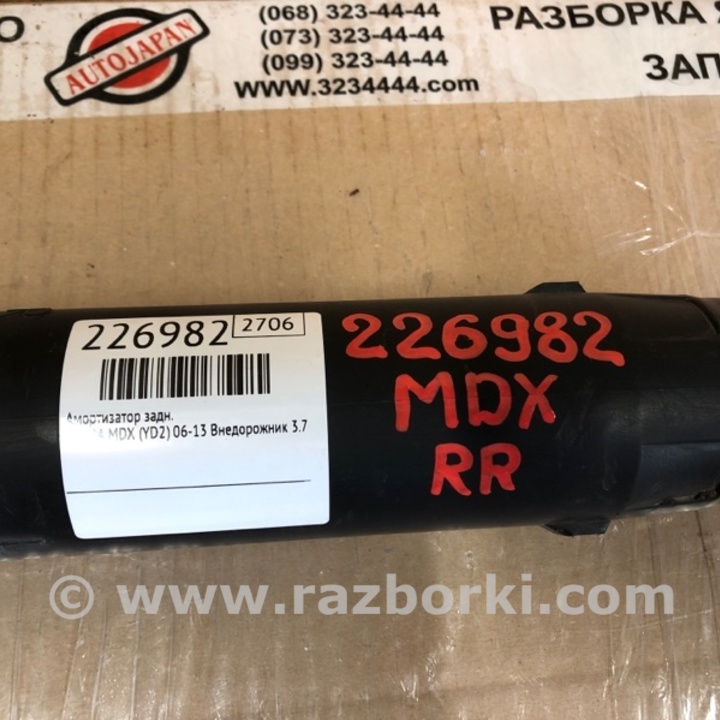 О
AUTOJAPAN
(068) 323-44-44
(073) 323-44-44
(099) 323-44-44
www.3234444.com
РАЗБОРКА
ЗАП
226982 2706
Амортизатор задн.
MDX (YD2) 06-13 Внедорожник 3.7
226982
MDX
RR
© www.razborki.com